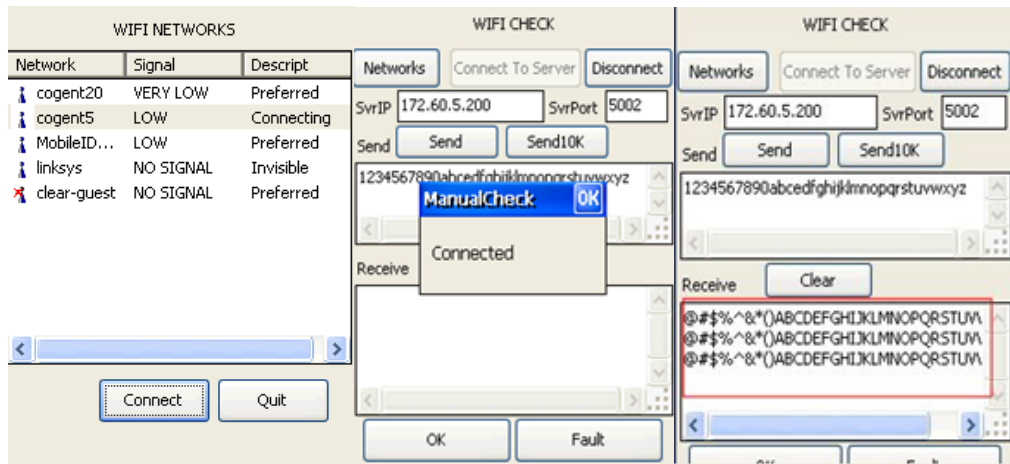 WIFI NETWORKS
Network Signal Descript
cogent20 VERY LOW Preferred
cogent5 LOW Connecting
MobileID... LOW Preferred
linksys NO SIGNAL Invisible
clear-guest NO SIGNAL Preferred
Connect Quit
WIFI CHECK
Networks Connect To Server Disconnect
SvrIP 172.60.5.200 SvrPort 5002
Send Send Send10K
1234567890abcedfghijklmnopqrstuvwxyz
ManualCheck OK
Connected
Receive
OK Fault
WIFI CHECK
Networks Connect To Server Disconnect
SvrIP 172.60.5.200 SvrPort 5002
Send Send Send10K
1234567890abcedfghijklmnopqrstuvwxyz
Receive Clear
@#$%^&*()ABCDEFGHIJKLMNOPQRSTUV
@#$%^&*()ABCDEFGHIJKLMNOPQRSTUV
@#$%^&*()ABCDEFGHIJKLMNOPQRSTUV